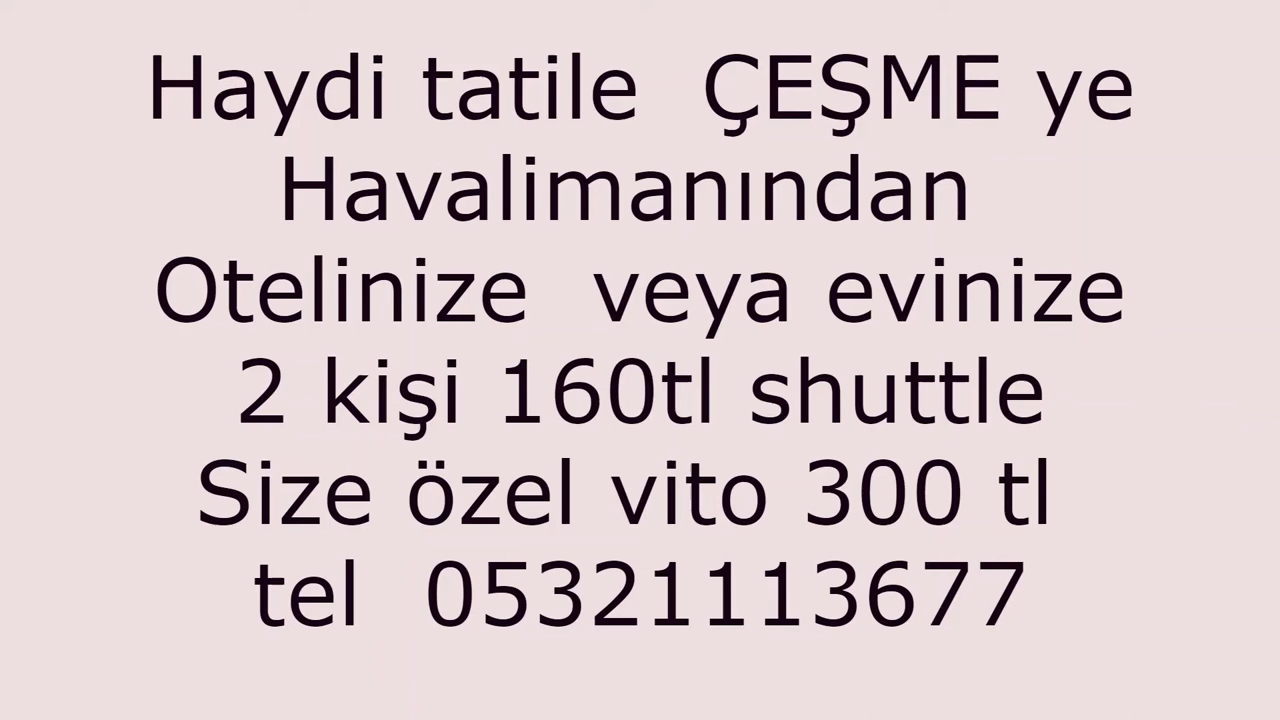 Haydi tatile  ÇEŞME ye
Havalimanından
Otelinize  veya evinize
2 kişi 160tl shuttle
Size özel vito 300 tl
tel  05321113677